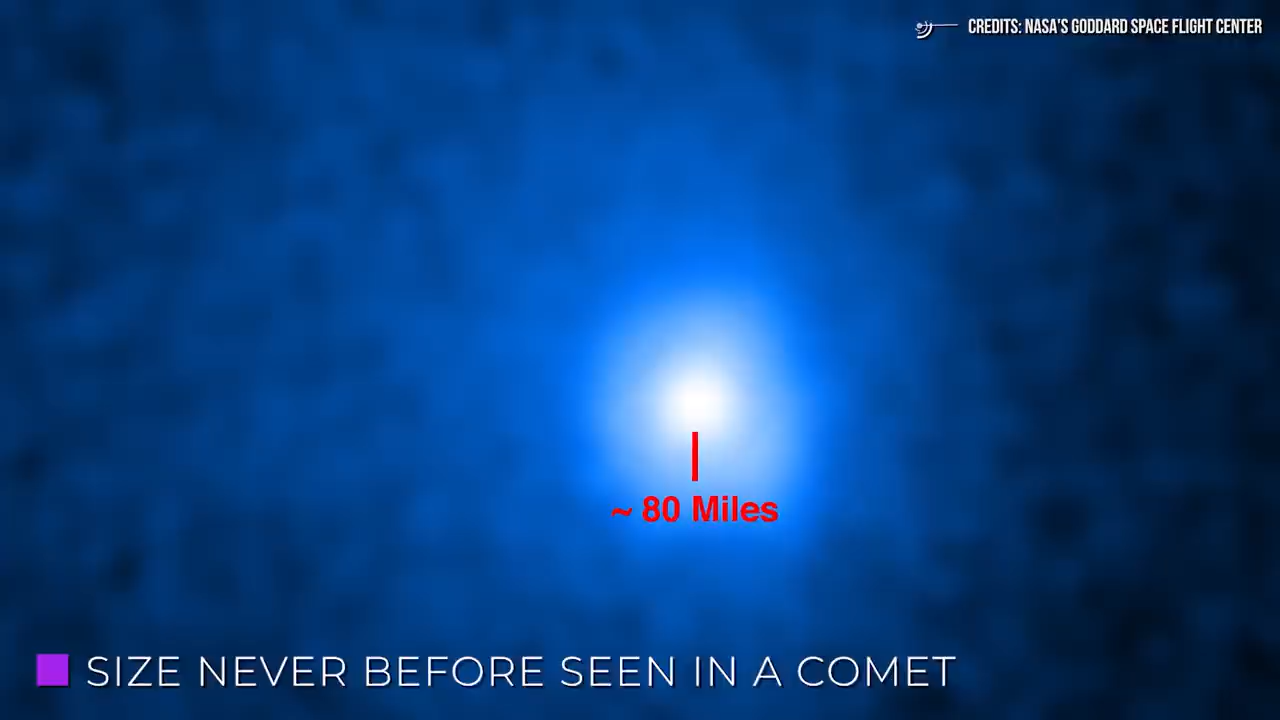 CREDITS: NASA'S GODDARD SPACE FLIGHT CENTER
~ 80 Miles
SIZE NEVER BEFORE SEEN IN A COMET